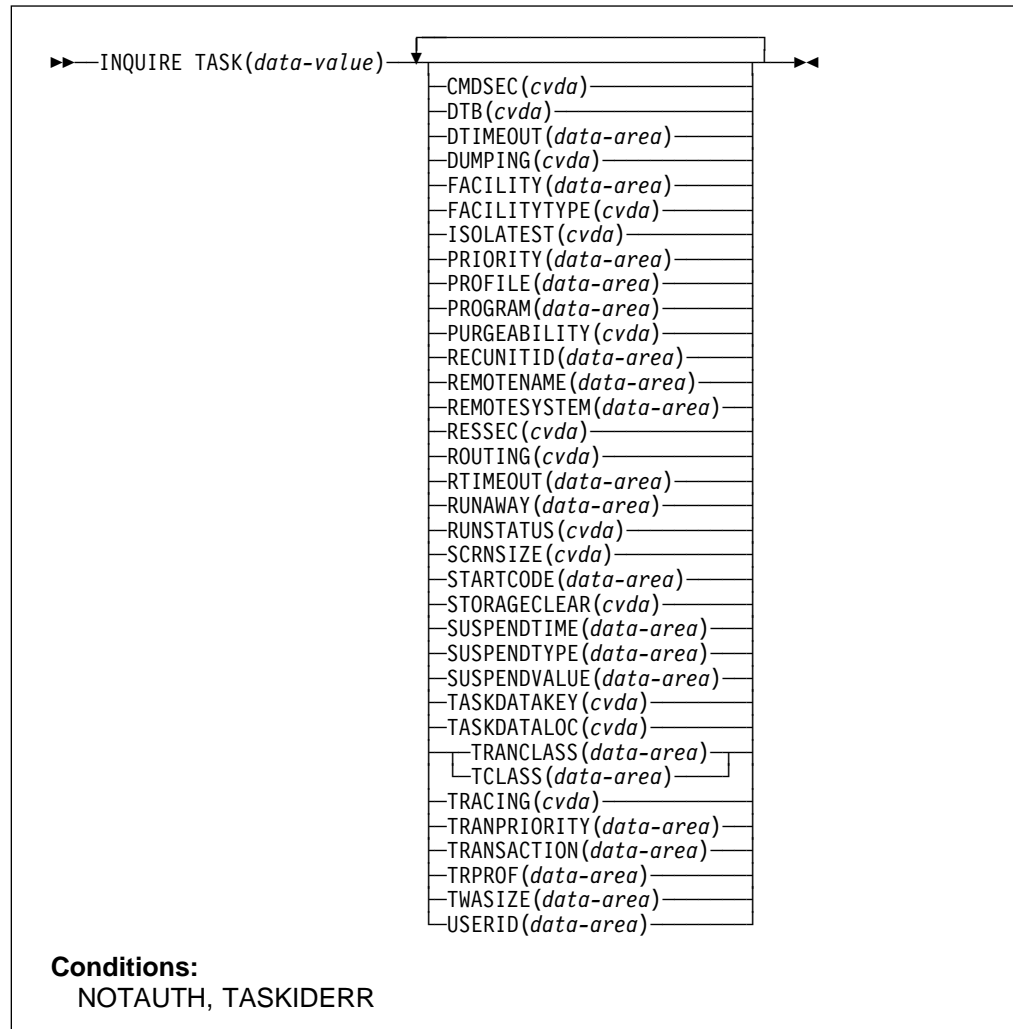 INQUIRE TASK(data-value)
CMDSEC(cvda)
DTB(cvda)
DTIMEOUT(data-area)
DUMPING(cvda)
FACILITY(data-area)
FACILITYTYPE(cvda)
ISOLATEST(cvda)
PRIORITY(data-area)
PROFILE(data-area)
PROGRAM(data-area)
PURGEABILITY(cvda)
RECUNITID(data-area)
REMOTENAME(data-area)
REMOTESYSTEM(data-area)
RESSEC(cvda)
ROUTING(cvda)
RTIMEOUT(data-area)
RUNAWAY(data-area)
RUNSTATUS(cvda)
SCRNSIZE(cvda)
STARTCODE(data-area)
STORAGECLEAR(cvda)
SUSPENDTIME(data-area)
SUSPENDTYPE(data-area)
SUSPENDVALUE(data-area)
TASKDATAKEY(cvda)
TASKDATALOC(cvda)
TRANCLASS(data-area)
TCLASS(data-area)
TRACING(cvda)
TRANPRIORITY(data-area)
TRANSACTION(data-area)
TRPROF(data-area)
TWASIZE(data-area)
USERID(data-area)
Conditions:
NOTAUTH, TASKIDERR